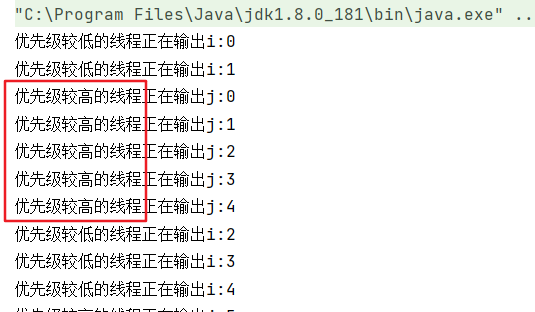 "C:\Program Files\Java\jdk1.8.0_181\bin\java.exe" ..
优先级较低的线程正在输出i:0
优先级较低的线程正在输出i:1
优先级较高的线程正在输出j:0
优先级较高的线程正在输出j:1
优先级较高的线程正在输出j:2
优先级较高的线程正在输出j:3
优先级较高的线程正在输出j:4
优先级较低的线程正在输出i:2
优先级较低的线程正在输出i:3
优先级较低的线程正在输出i:4